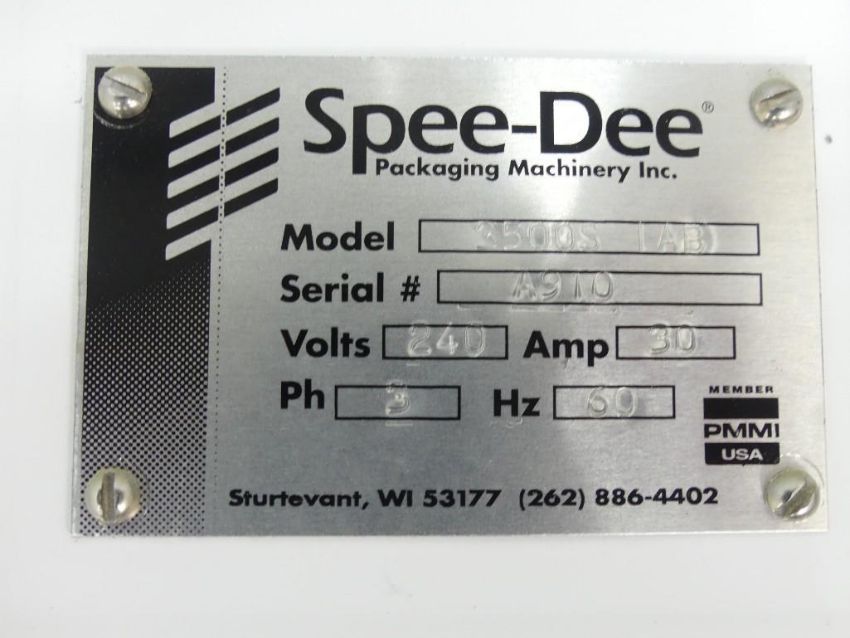 Spee-Dee®
Packaging Machinery Inc.
Model 3500S LAB
Serial # A910
Volts 240 Amp 30
Ph 3 Hz 60
MEMBER
PMMI
USA
Sturtevant, WI 53177 (262) 886-4402